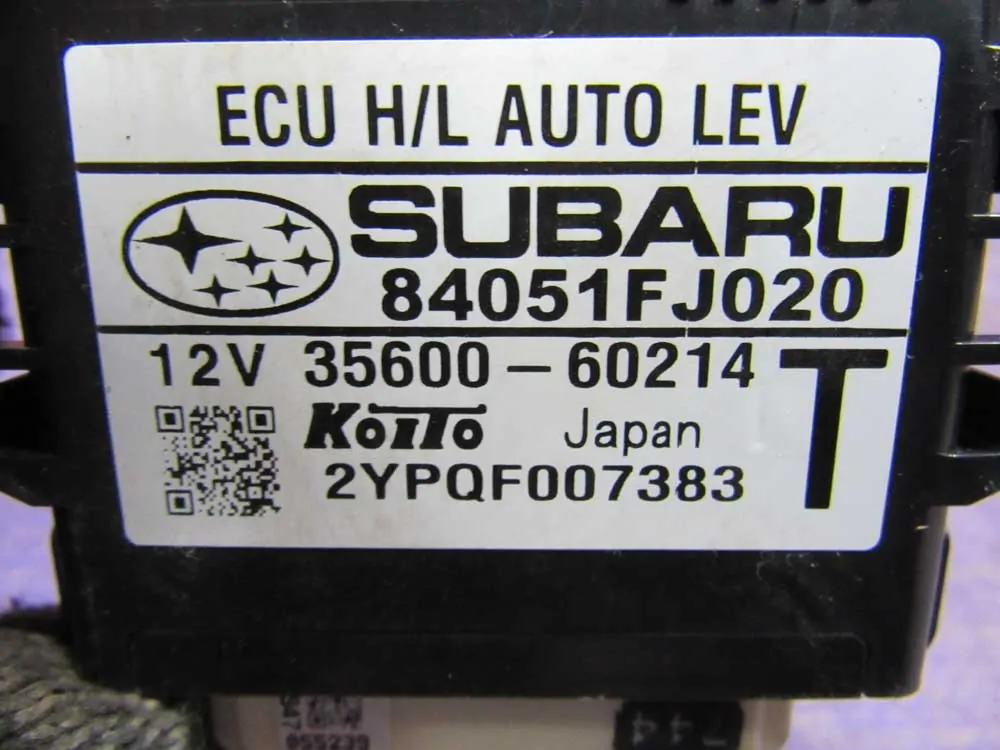 ECU H/L AUTO LEV
SUBARU
84051FJ020
12V 35600-60214 T
KOITO Japan
2YPQF007383